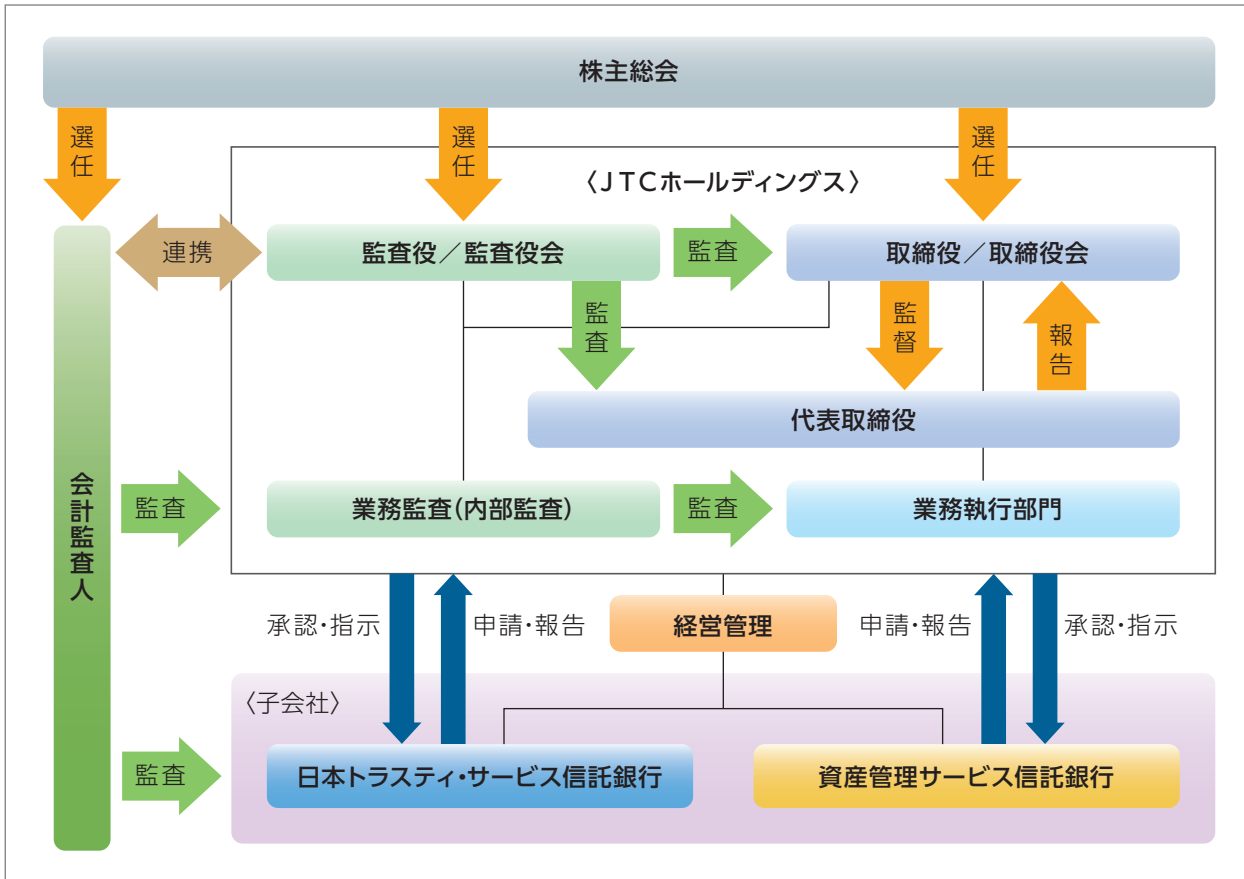 株主総会
選任
選任
選任
〈JTCホールディングス〉
連携
監査役／監査役会
監査
取締役／取締役会
監査
監督
報告
代表取締役
会計監査人
監査
業務監査(内部監査)
監査
業務執行部門
承認・指示
申請・報告
経営管理
申請・報告
承認・指示
〈子会社〉
監査
日本トラスティ・サービス信託銀行
資産管理サービス信託銀行